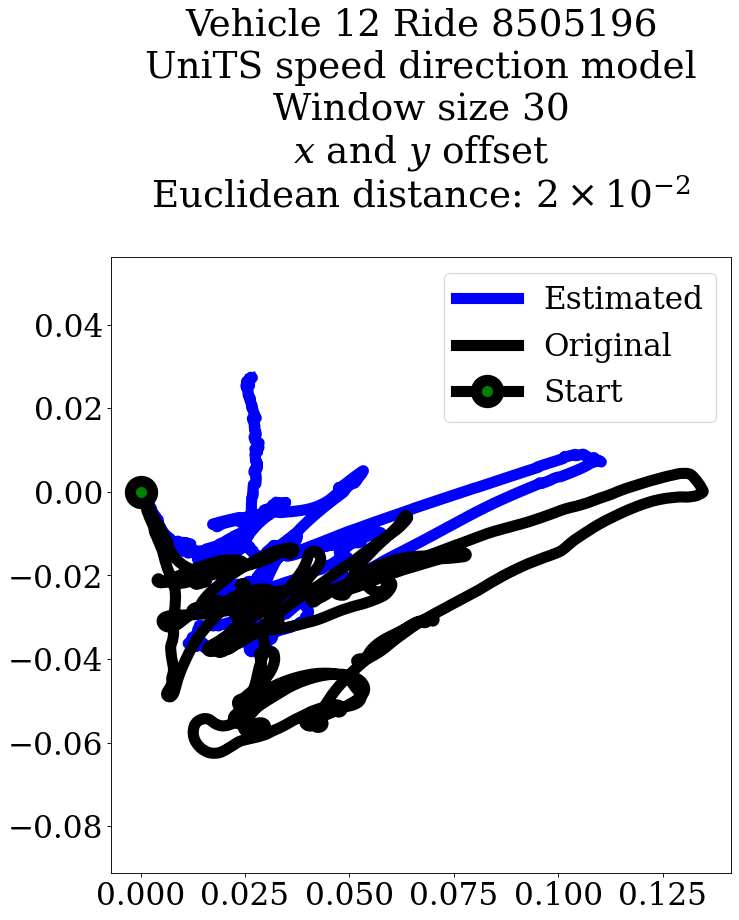 Vehicle 12 Ride 8505196
UniTS speed direction model
Window size 30
x and y offset
Euclidean distance: 2 × 10⁻²
Estimated
Original
Start
0.04
0.02
0.00
−0.02
−0.04
−0.06
−0.08
0.000 0.025 0.050 0.075 0.100 0.125